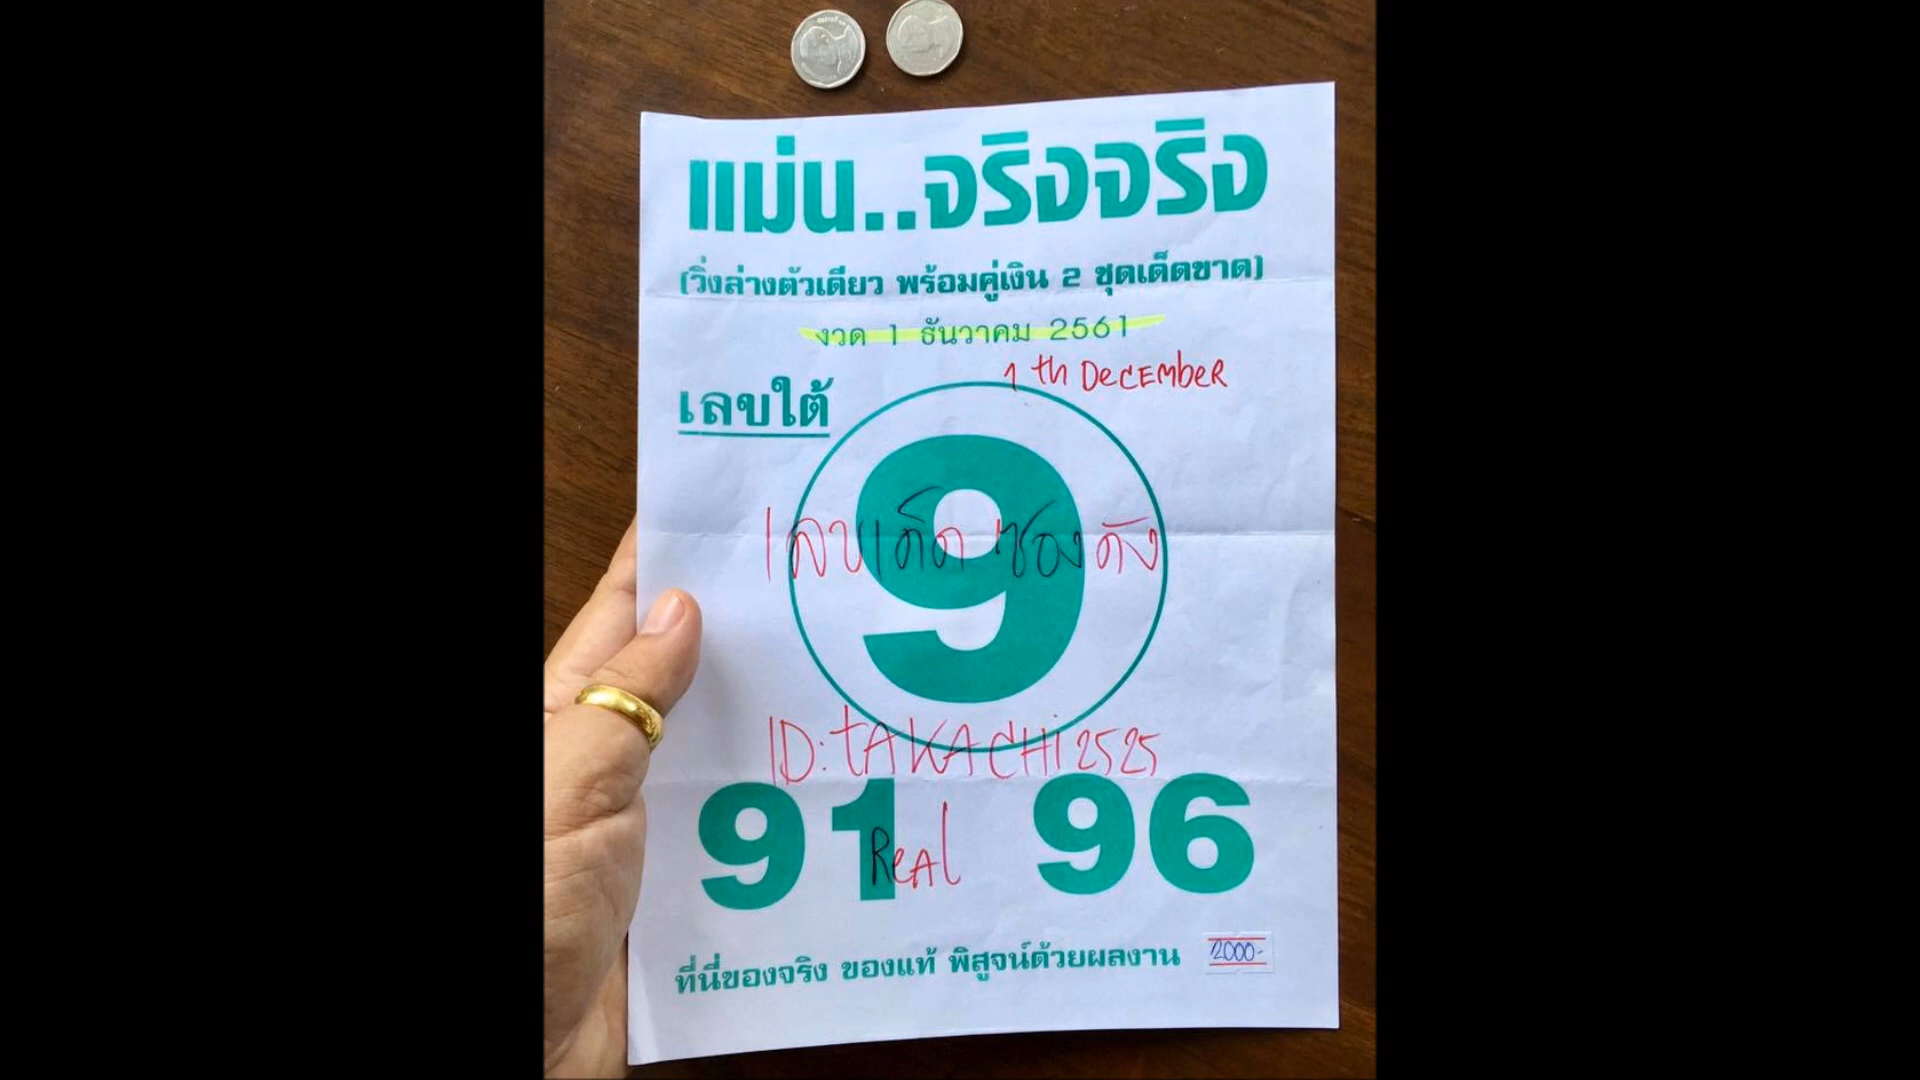 แม่น..จริงจริง
(วิ่งล่างตัวเดียว พร้อมคู่เงิน 2 ชุดเด็ดขาด)
งวด 1 ธันวาคม 2561
1 th DeCEMbeR
เลขใต้
9
เลขเด็ด ซองดัง
ID:tAKACHi2525
91 96
ReAl
ที่นี่ของจริง ของแท้ พิสูจน์ด้วยผลงาน 2000-